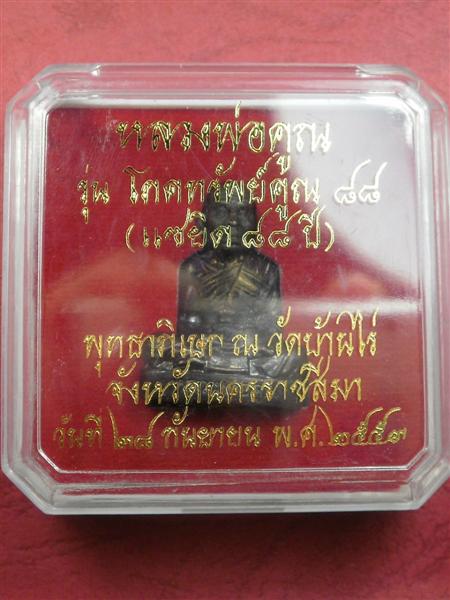 หลวงพ่อคูณ
รุ่น โภคทรัพย์คูณ ๘๘
(แซยิด ๘๘ ปี)
พุทธาภิเษก ณ วัดบ้านไร่
จังหวัดนครราชสีมา
วันที่ ๒๘ กันยายน พ.ศ. ๒๕๕๓